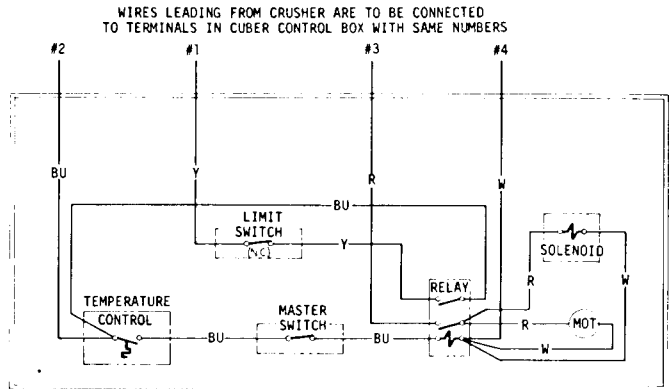 WIRES LEADING FROM CRUSHER ARE TO BE CONNECTED
TO TERMINALS IN CUBER CONTROL BOX WITH SAME NUMBERS
#2 #1 #3 #4
BU Y R W
BU
LIMIT
SWITCH
(N.C)
Y
SOLENOID
RELAY
R W
TEMPERATURE
CONTROL
MASTER
SWITCH
R MOT
BU BU
W